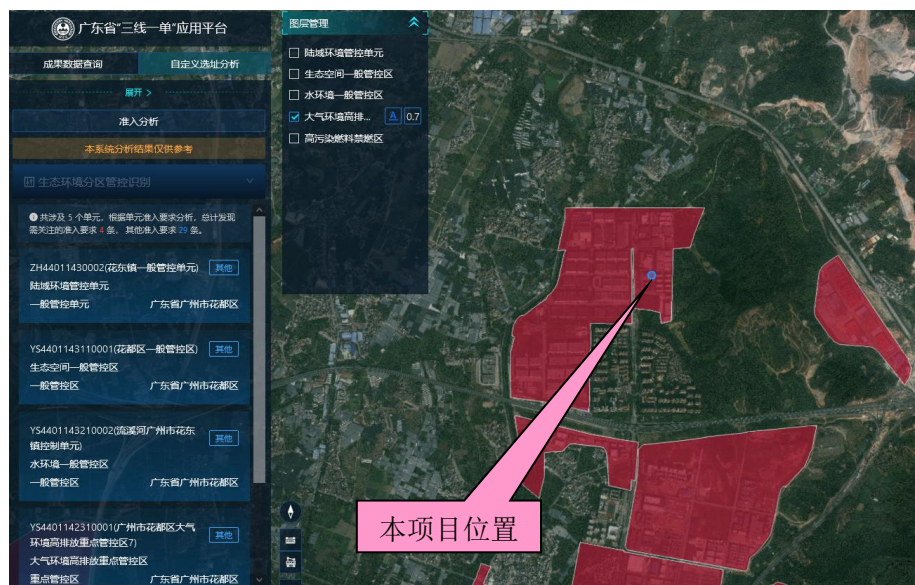 广东省“三线一单”应用平台
成果数据查询
自定义选址分析
展开 >
准入分析
本系统分析结果仅供参考
生态环境分区管控识别
共涉及 5 个单元，根据单元准入要求分析，总计发现
需关注的准入要求 4 条，其他准入要求 29 条。
ZH44011430002(花东镇一般管控单元) 其他
陆域环境管控单元
一般管控单元 广东省广州市花都区
YS4401143110001(花都区一般管控区) 其他
生态空间一般管控区
一般管控区 广东省广州市花都区
YS4401143210002(流溪河广州市花东
镇控制单元) 其他
水环境一般管控区
一般管控区 广东省广州市花都区
YS4401142310001(广州市花都区大气
环境高排放重点管控区7) 其他
大气环境高排放重点管控区
重点管控区 广东省广州市花都区
图层管理
陆域环境管控单元
生态空间一般管控区
水环境一般管控区
大气环境高排... A 0.7
高污染燃料禁燃区
本项目位置